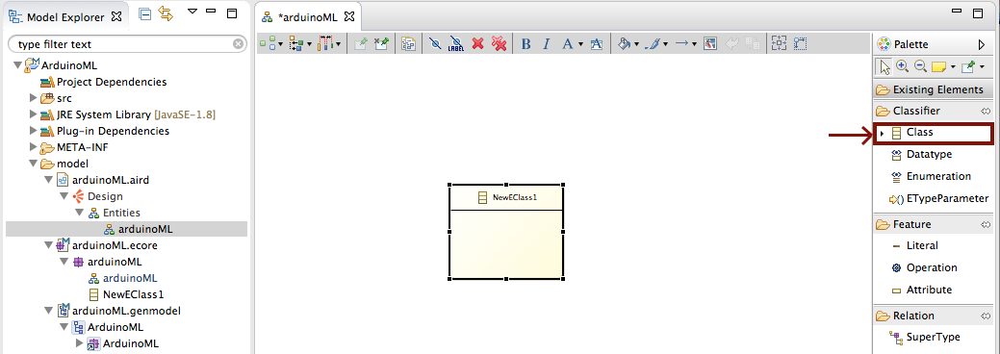 Model Explorer
type filter text
ArduinoML
Project Dependencies
src
JRE System Library [JavaSE-1.8]
Plug-in Dependencies
META-INF
model
arduinoML.aird
Design
Entities
arduinoML
arduinoML.ecore
arduinoML
arduinoML
NewEClass1
arduinoML.genmodel
ArduinoML
ArduinoML
*arduinoML
LABEL
B I A A
NewEClass1
Palette
Existing Elements
Classifier
Class
Datatype
Enumeration
ETypeParameter
Feature
Literal
Operation
Attribute
Relation
SuperType